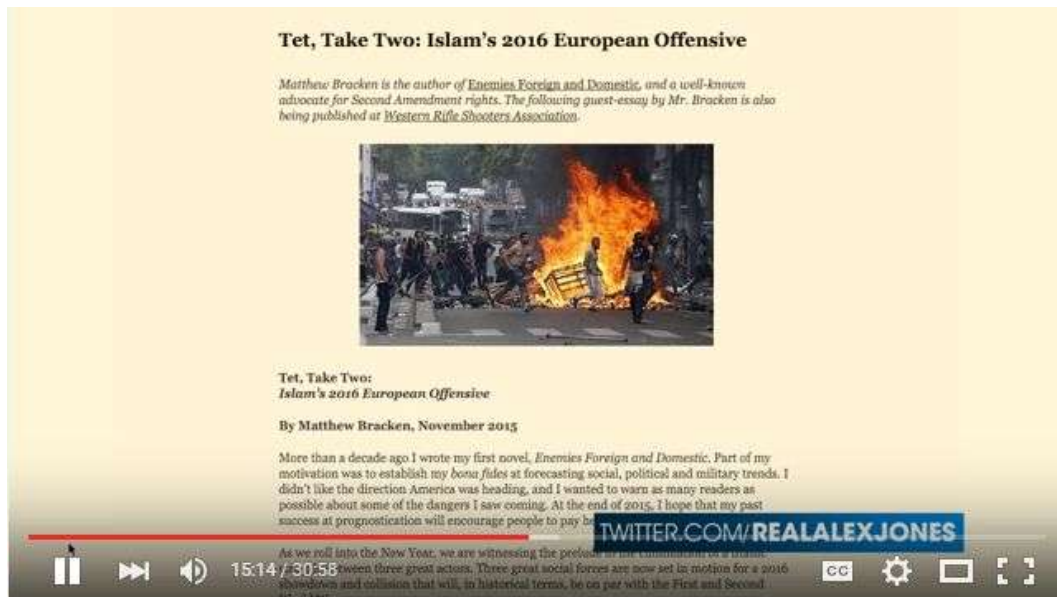 Tet, Take Two: Islam's 2016 European Offensive
Matthew Bracken is the author of Enemies Foreign and Domestic, and a well-known
advocate for Second Amendment rights. The following guest-essay by Mr. Bracken is also
being published at Western Rifle Shooters Association.
Tet, Take Two:
Islam's 2016 European Offensive
By Matthew Bracken, November 2015
More than a decade ago I wrote my first novel, Enemies Foreign and Domestic. Part of my
motivation was to establish my bona fides at forecasting social, political and military trends. I
didn't like the direction America was heading, and I wanted to warn as many readers as
possible about some of the dangers I saw coming. At the end of 2015, I hope that my past
success at prognostication will encourage people to pay
TWITTER.COM/REALALEXJONES
As we roll into the New Year, we are witnessing the prelude
between three great actors. Three great social forces are now set in motion for a 2016
15:14 / 30:58
CC
showdown and collision that will, in historical terms, be on par with the First and Second